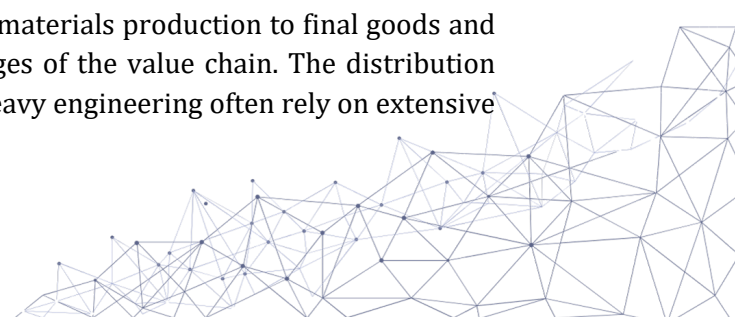 materials production to final goods and
ges of the value chain. The distribution
eavy engineering often rely on extensive